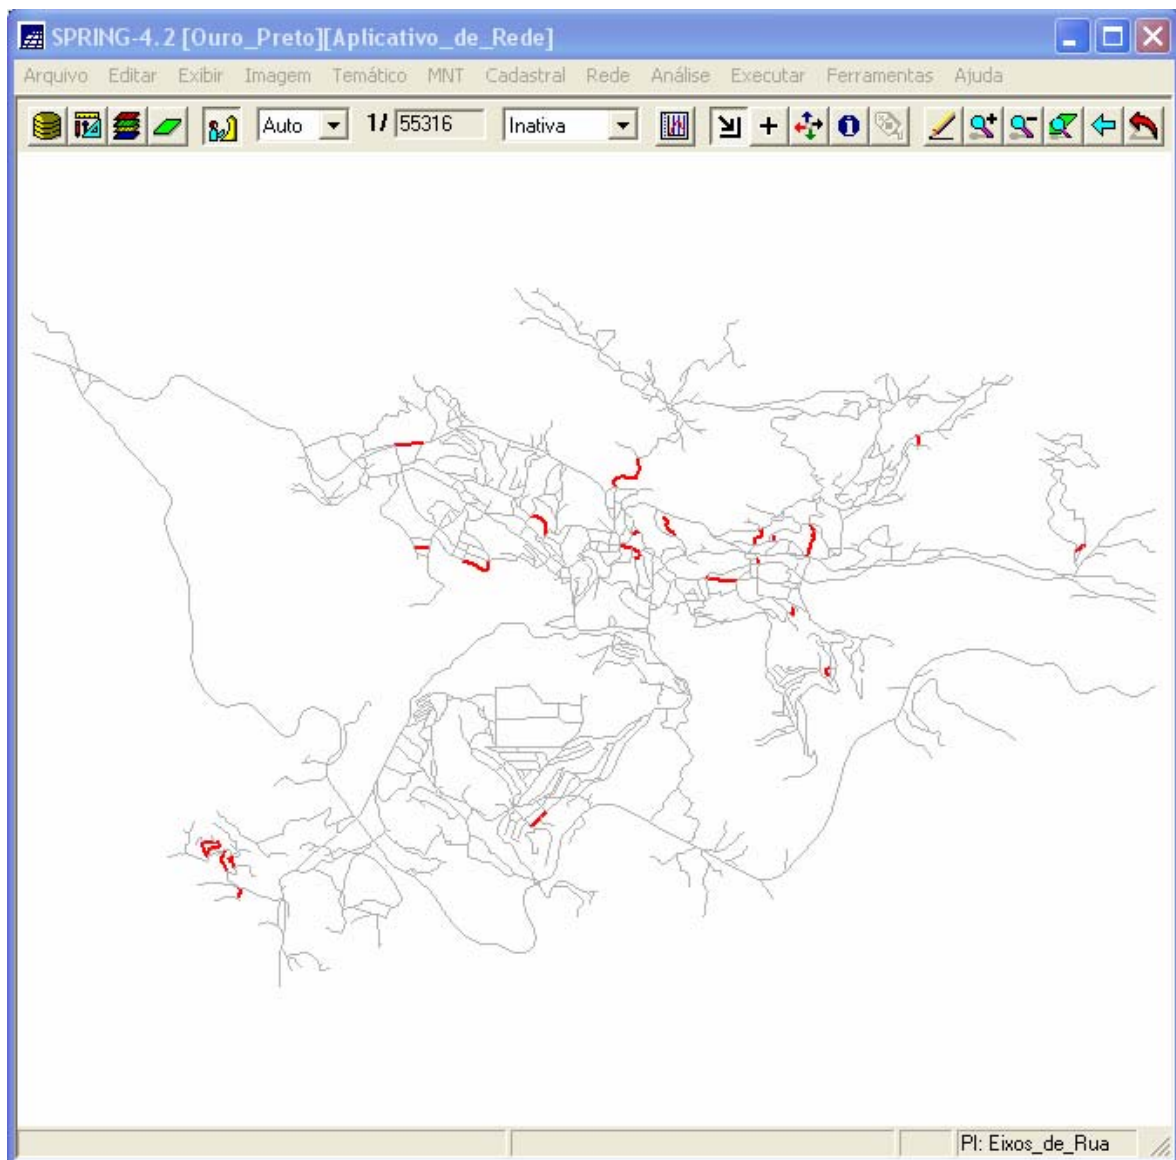 SPRING-4.2 [Ouro_Preto][Aplicativo_de_Rede]
Arquivo Editar Exibir Imagem Temático MNT Cadastral Rede Análise Executar Ferramentas Ajuda
Auto 1/ 55316 Inativa
PI: Eixos_de_Rua